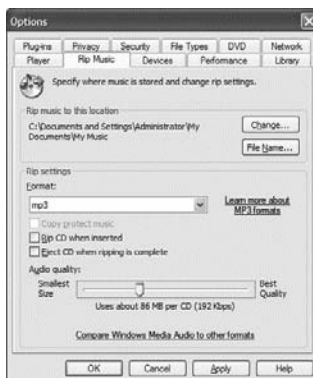 Options
Plug-ins Privacy Security File Types DVD Network
Player Rip Music Devices Performance Library
Specify where music is stored and change rip settings.
Rip music to this location
C:\Documents and Settings\Administrator\My
Documents\My Music
Change...
File Name...
Rip settings
Format:
mp3
Learn more about
MP3 formats
Copy protect music
Rip CD when inserted
Eject CD when ripping is complete
Audio quality:
Smallest Best
Size Quality
Uses about 86 MB per CD (192 Kbps)
Compare Windows Media Audio to other formats
OK Cancel Apply Help